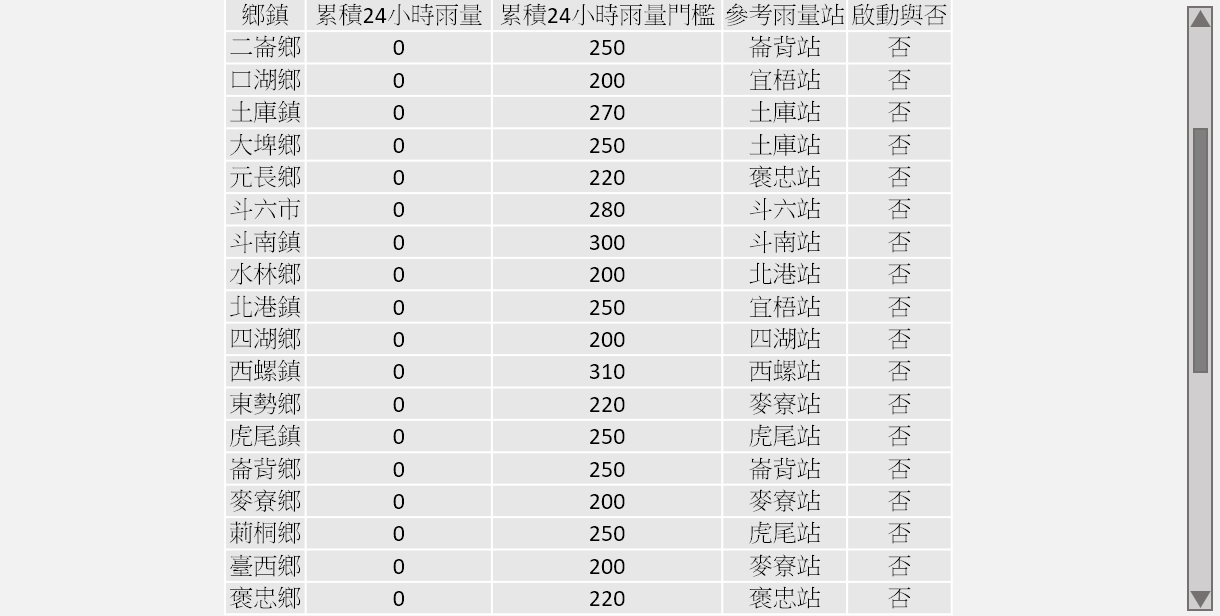 鄉鎮 累積24小時雨量 累積24小時雨量門檻 參考雨量站 啟動與否
二崙鄉 0 250 崙背站 否
口湖鄉 0 200 宜梧站 否
土庫鎮 0 270 土庫站 否
大埤鄉 0 250 土庫站 否
元長鄉 0 220 褒忠站 否
斗六市 0 280 斗六站 否
斗南鎮 0 300 斗南站 否
水林鄉 0 200 北港站 否
北港鎮 0 250 宜梧站 否
四湖鄉 0 200 四湖站 否
西螺鎮 0 310 西螺站 否
東勢鄉 0 220 麥寮站 否
虎尾鎮 0 250 虎尾站 否
崙背鄉 0 250 崙背站 否
麥寮鄉 0 200 麥寮站 否
莿桐鄉 0 250 虎尾站 否
臺西鄉 0 200 麥寮站 否
褒忠鄉 0 220 褒忠站 否